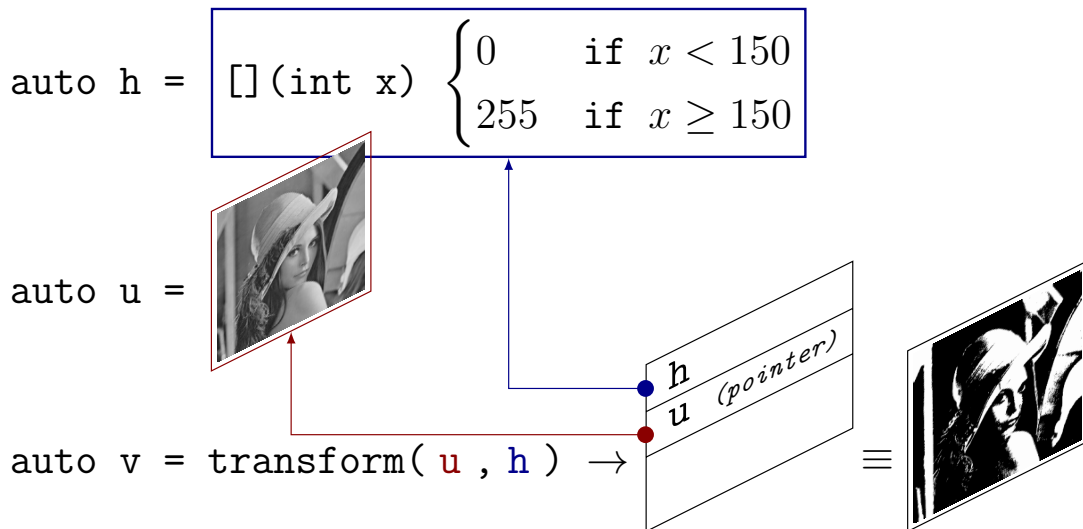 auto h = [](int x) { 0 if x < 150
255 if x ≥ 150
auto u =
h
u (pointer)
auto v = transform( u , h ) → ≡